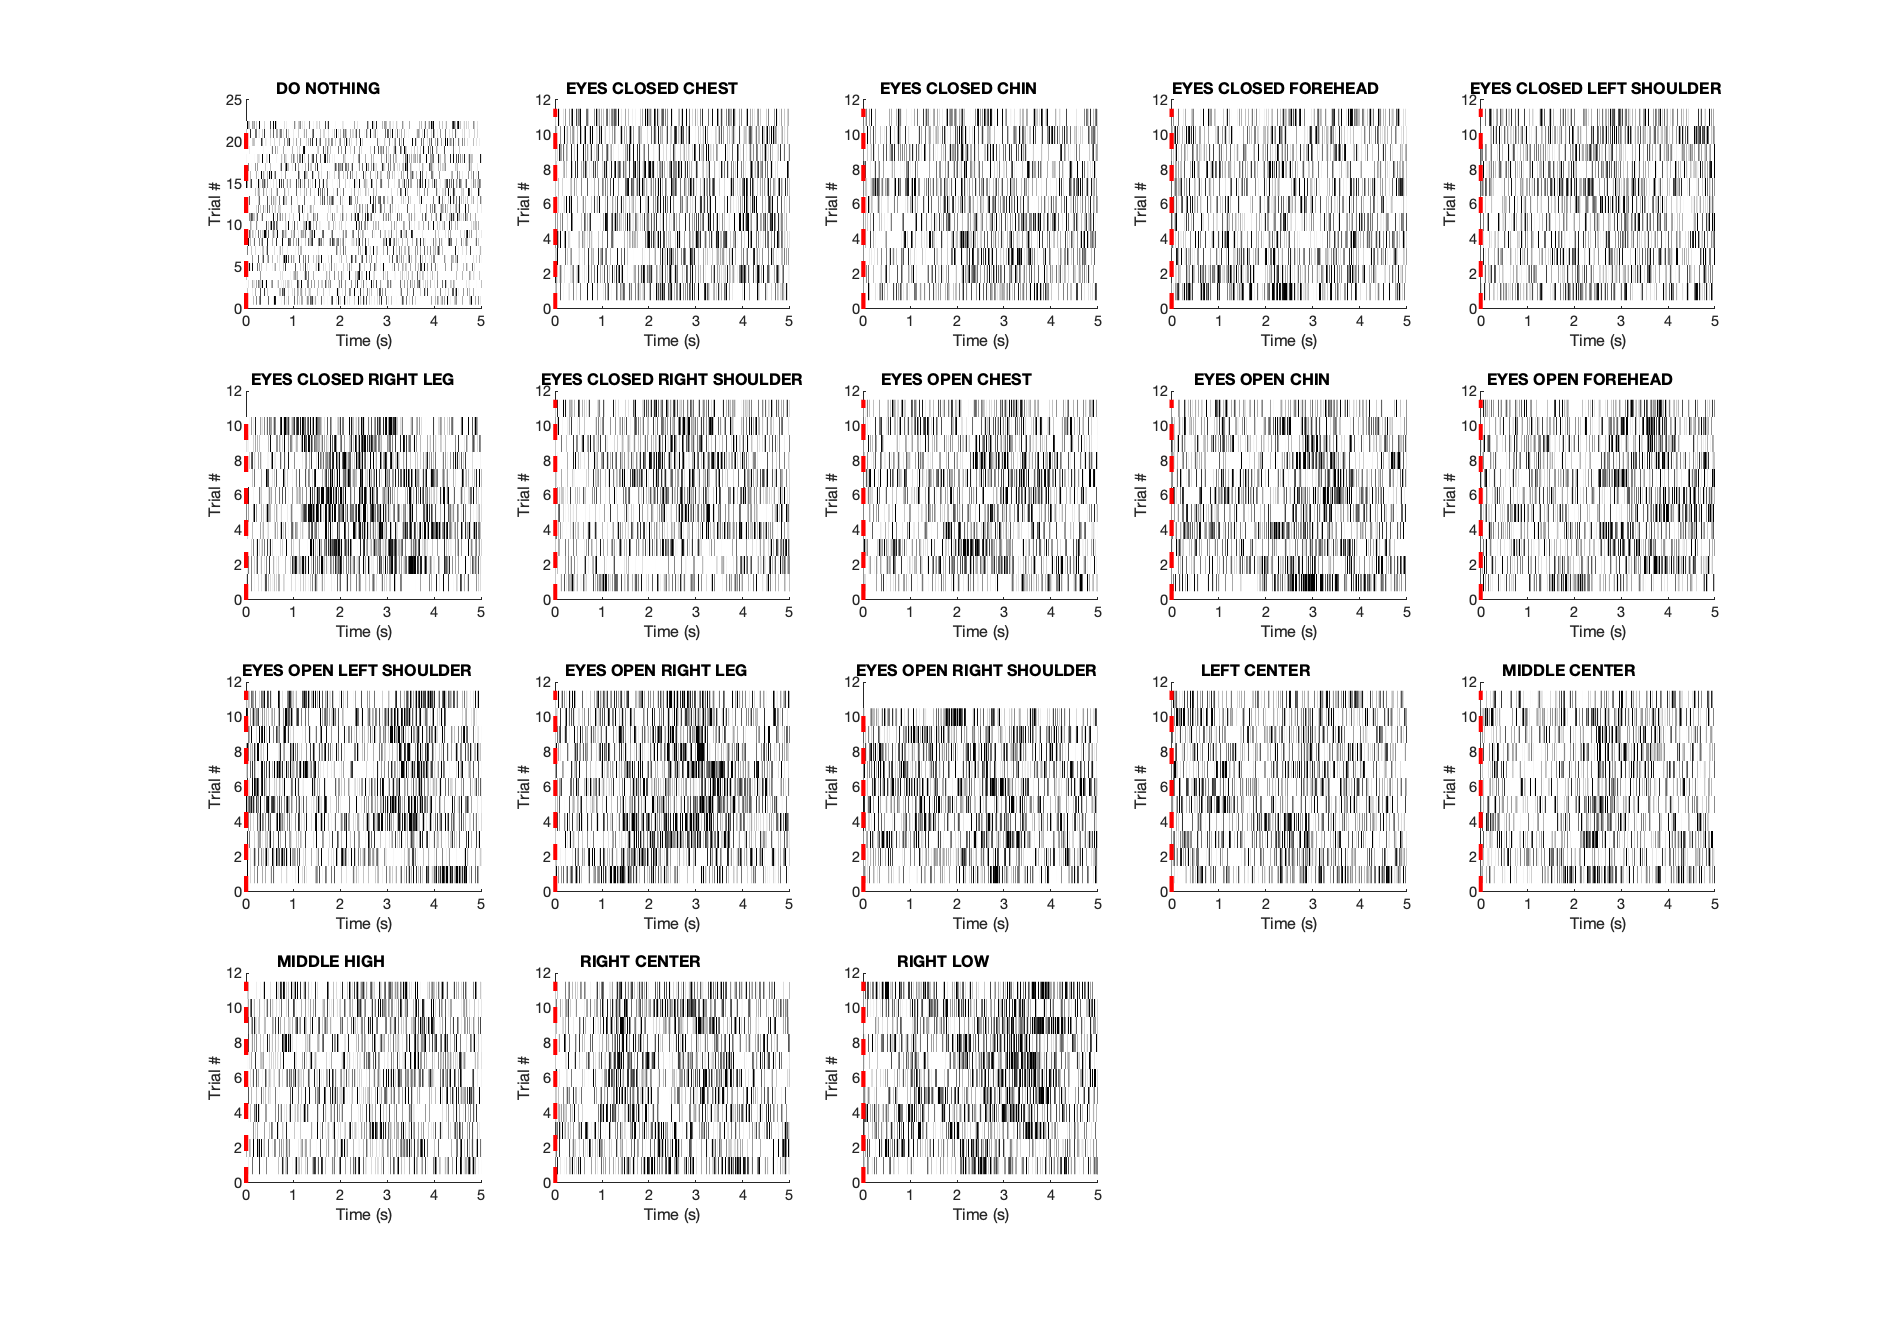 DO NOTHING
25
20
15
10
5
0
Trial #
0 1 2 3 4 5
Time (s)
EYES CLOSED CHEST
12
10
8
6
4
2
0
Trial #
0 1 2 3 4 5
Time (s)
EYES CLOSED CHIN
12
10
8
6
4
2
0
Trial #
0 1 2 3 4 5
Time (s)
EYES CLOSED FOREHEAD
12
10
8
6
4
2
0
Trial #
0 1 2 3 4 5
Time (s)
EYES CLOSED LEFT SHOULDER
12
10
8
6
4
2
0
Trial #
0 1 2 3 4 5
Time (s)
EYES CLOSED RIGHT LEG
12
10
8
6
4
2
0
Trial #
0 1 2 3 4 5
Time (s)
EYES CLOSED RIGHT SHOULDER
12
10
8
6
4
2
0
Trial #
0 1 2 3 4 5
Time (s)
EYES OPEN CHEST
12
10
8
6
4
2
0
Trial #
0 1 2 3 4 5
Time (s)
EYES OPEN CHIN
12
10
8
6
4
2
0
Trial #
0 1 2 3 4 5
Time (s)
EYES OPEN FOREHEAD
12
10
8
6
4
2
0
Trial #
0 1 2 3 4 5
Time (s)
EYES OPEN LEFT SHOULDER
12
10
8
6
4
2
0
Trial #
0 1 2 3 4 5
Time (s)
EYES OPEN RIGHT LEG
12
10
8
6
4
2
0
Trial #
0 1 2 3 4 5
Time (s)
EYES OPEN RIGHT SHOULDER
12
10
8
6
4
2
0
Trial #
0 1 2 3 4 5
Time (s)
LEFT CENTER
12
10
8
6
4
2
0
Trial #
0 1 2 3 4 5
Time (s)
MIDDLE CENTER
12
10
8
6
4
2
0
Trial #
0 1 2 3 4 5
Time (s)
MIDDLE HIGH
12
10
8
6
4
2
0
Trial #
0 1 2 3 4 5
Time (s)
RIGHT CENTER
12
10
8
6
4
2
0
Trial #
0 1 2 3 4 5
Time (s)
RIGHT LOW
12
10
8
6
4
2
0
Trial #
0 1 2 3 4 5
Time (s)